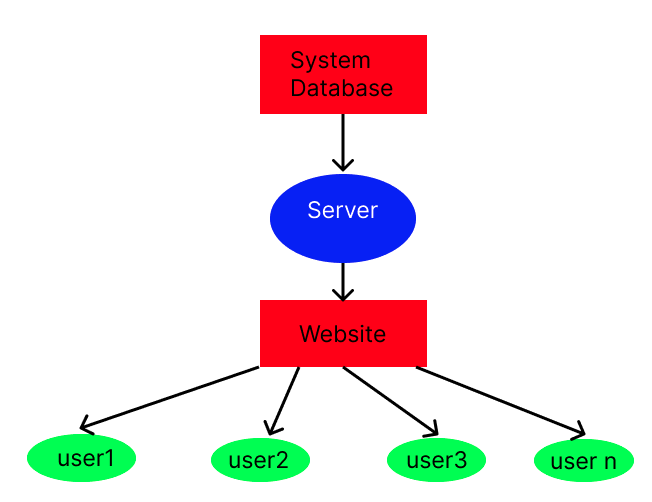 System
Database
Server
Website
user1
user2
user3
user n